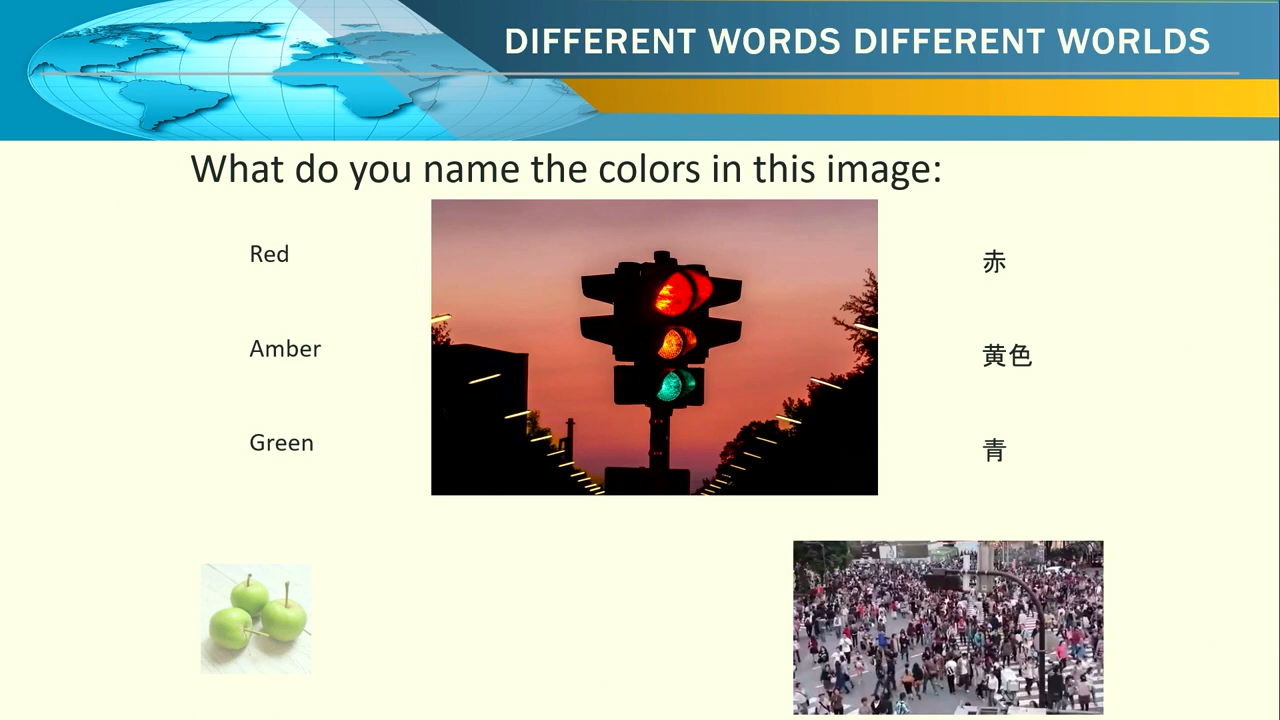 DIFFERENT WORDS DIFFERENT WORLDS
What do you name the colors in this image:
Red
赤
Amber
黄色
Green
青